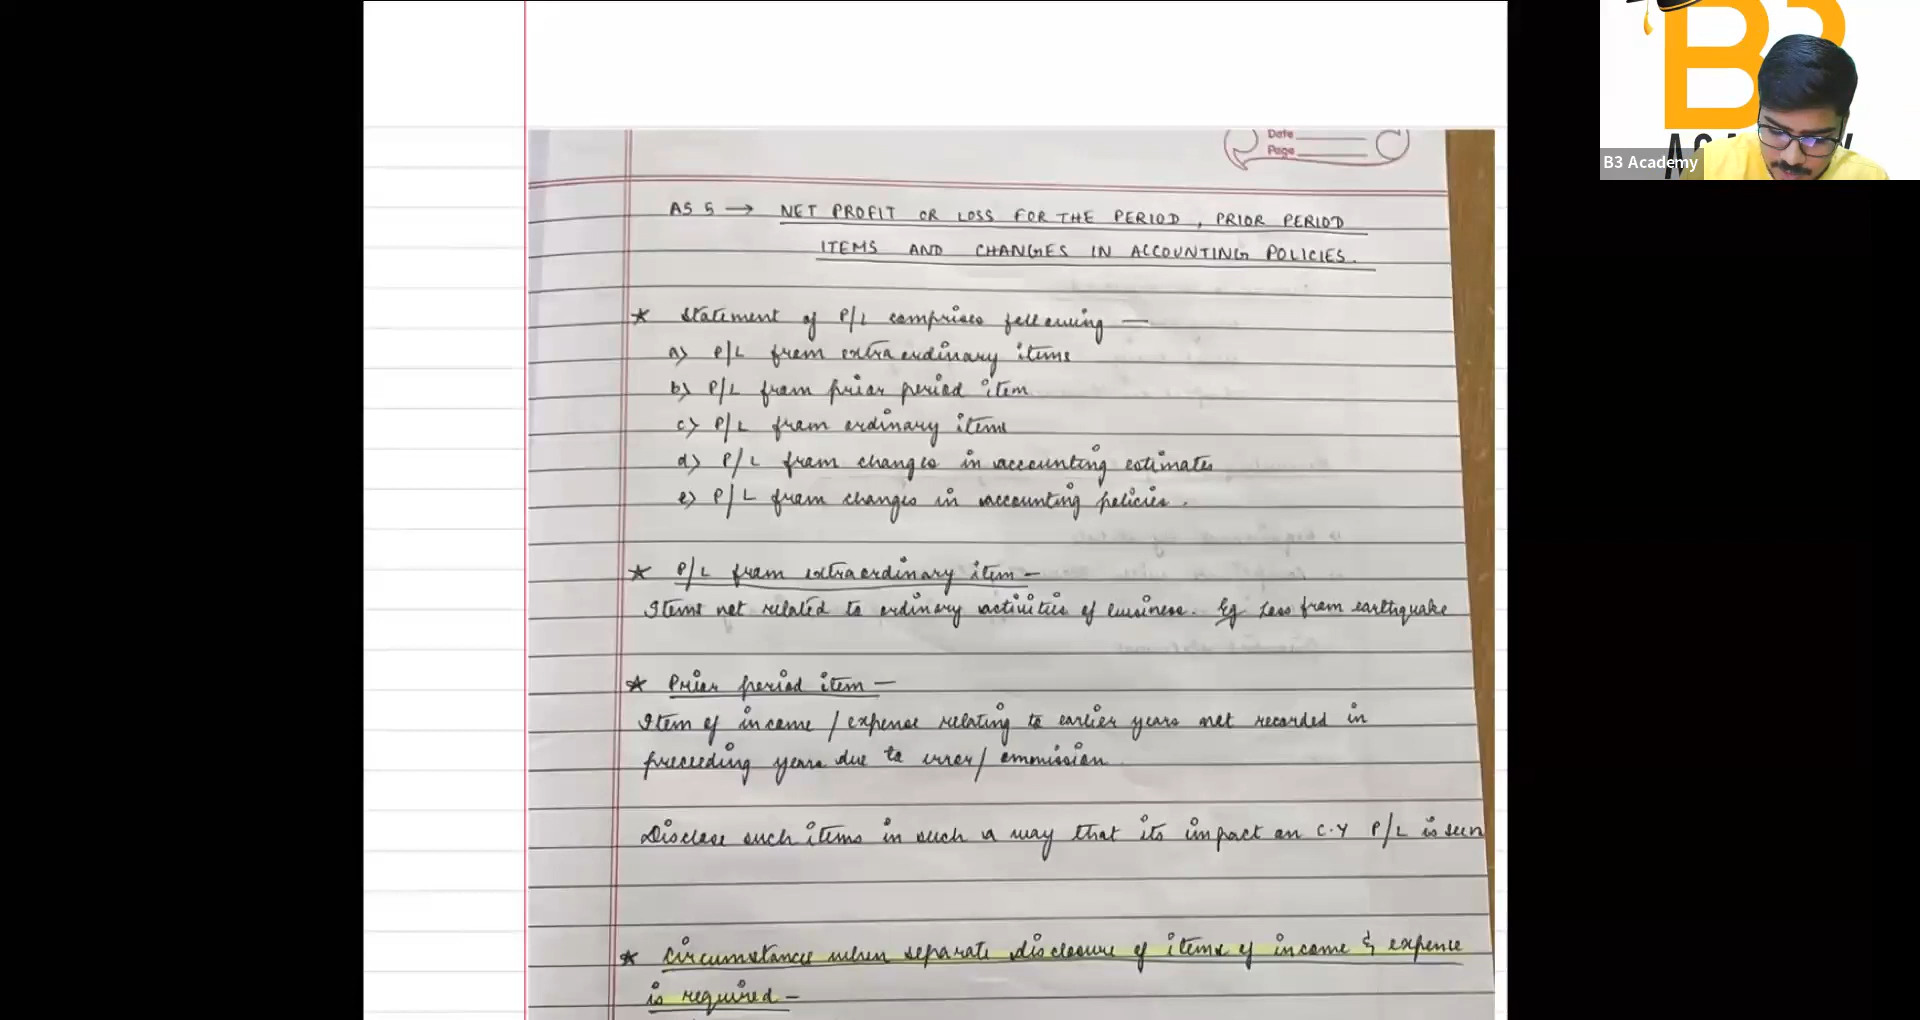 B3
ACADEMY
B3 Academy
Date
Page
AS 5 → NET PROFIT OR LOSS FOR THE PERIOD, PRIOR PERIOD
ITEMS AND CHANGES IN ACCOUNTING POLICIES.
* Statement of P/L comprises following —
a) P/L from extraordinary items
b) P/L from prior period item
c) P/L from ordinary items
d) P/L from changes in accounting estimates
e) P/L from changes in accounting policies.
* P/L from extraordinary item —
Items not related to ordinary activities of business. Eg Loss from earthquake
* Prior period item —
Item of income / expense relating to earlier years not recorded in
preceeding years due to error / ommission
Disclose such items in such a way that its impact on C.Y P/L is seen
* Circumstances when separate disclosure of items of income & expense
is required —